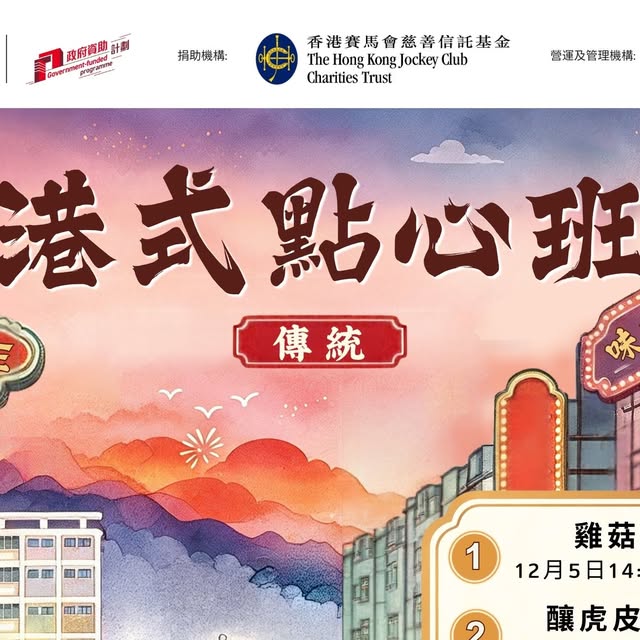 政府資助計劃
Government-funded
programme
捐助機構:
香港賽馬會慈善信託基金
The Hong Kong Jockey Club
Charities Trust
營運及管理機構:
港式點心班
傳統
味
1
雞菇
12月5日14:
2
釀虎皮